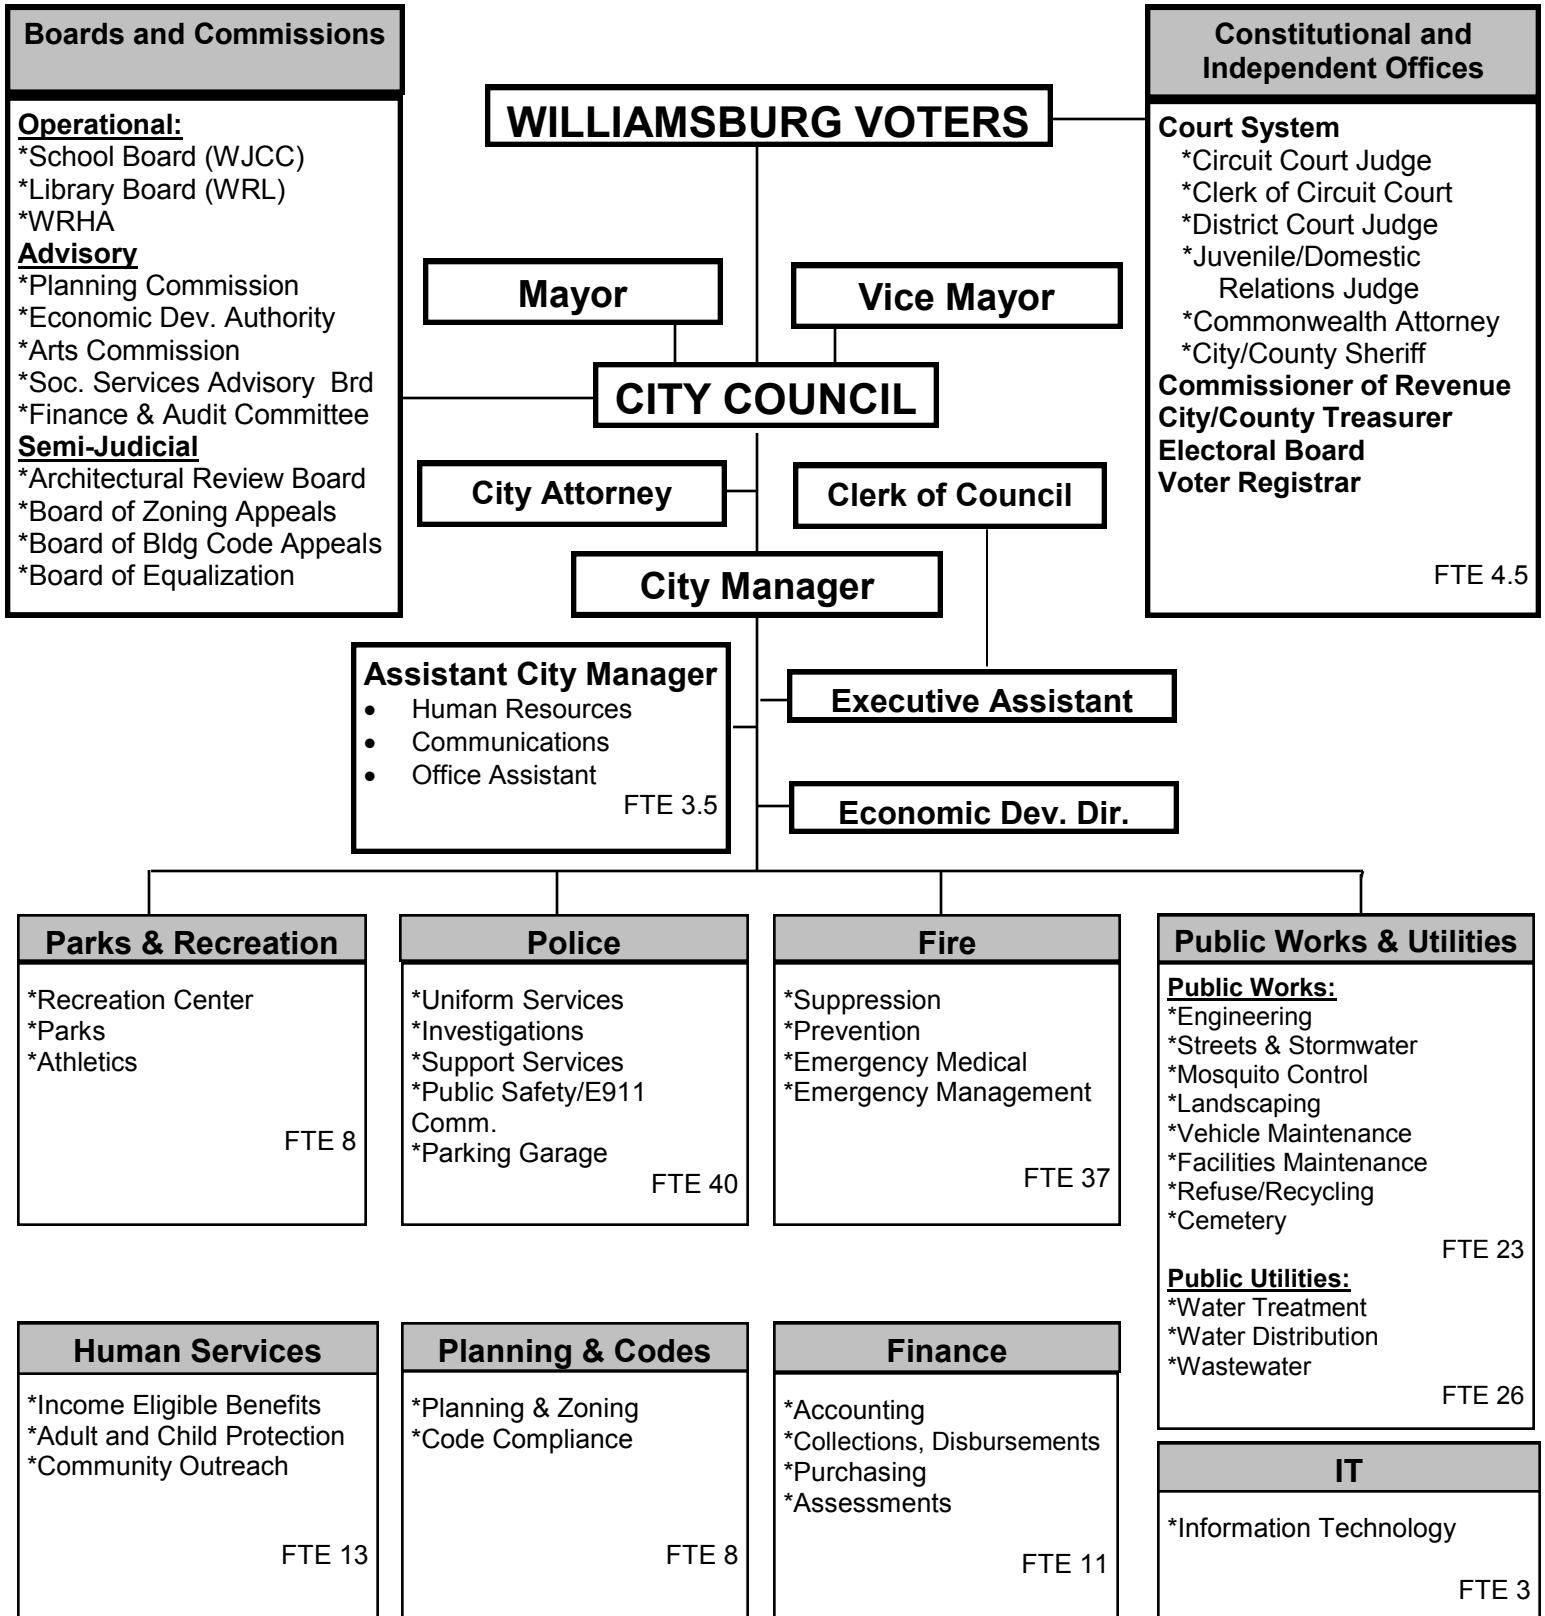 Boards and Commissions
Operational:
*School Board (WJCC)
*Library Board (WRL)
*WRHA
Advisory
*Planning Commission
*Economic Dev. Authority
*Arts Commission
*Soc. Services Advisory  Brd
*Finance & Audit Committee
Semi-Judicial
*Architectural Review Board
*Board of Zoning Appeals
*Board of Bldg Code Appeals
*Board of Equalization
WILLIAMSBURG VOTERS
Constitutional and
Independent Offices
Court System
*Circuit Court Judge
*Clerk of Circuit Court
*District Court Judge
*Juvenile/Domestic
Relations Judge
*Commonwealth Attorney
*City/County Sheriff
Commissioner of Revenue
City/County Treasurer
Electoral Board
Voter Registrar
FTE 4.5
Mayor
Vice Mayor
CITY COUNCIL
City Attorney
Clerk of Council
City Manager
Assistant City Manager
• Human Resources
• Communications
• Office Assistant
FTE 3.5
Executive Assistant
Economic Dev. Dir.
Parks & Recreation
*Recreation Center
*Parks
*Athletics
FTE 8
Police
*Uniform Services
*Investigations
*Support Services
*Public Safety/E911
Comm.
*Parking Garage
FTE 40
Fire
*Suppression
*Prevention
*Emergency Medical
*Emergency Management
FTE 37
Public Works & Utilities
Public Works:
*Engineering
*Streets & Stormwater
*Mosquito Control
*Landscaping
*Vehicle Maintenance
*Facilities Maintenance
*Refuse/Recycling
*Cemetery
FTE 23
Public Utilities:
*Water Treatment
*Water Distribution
*Wastewater
FTE 26
Human Services
*Income Eligible Benefits
*Adult and Child Protection
*Community Outreach
FTE 13
Planning & Codes
*Planning & Zoning
*Code Compliance
FTE 8
Finance
*Accounting
*Collections, Disbursements
*Purchasing
*Assessments
FTE 11
IT
*Information Technology
FTE 3